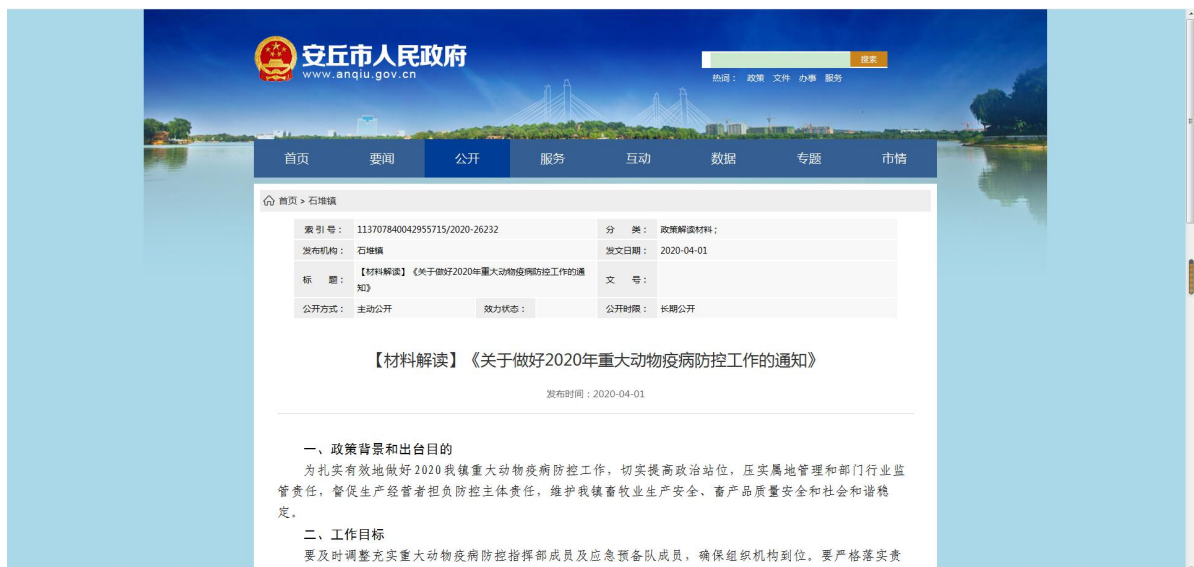 安丘市人民政府
www.anqiu.gov.cn
搜索
热词： 政策 文件 办事 服务
首页 要闻 公开 服务 互动 数据 专题 市情
首页 > 石堆镇
索引号： 113707840042955715/2020-26232 分 类： 政策解读材料；
发布机构： 石堆镇 发文日期： 2020-04-01
标 题： 【材料解读】《关于做好2020年重大动物疫病防控工作的通
知》 文 号：
公开方式： 主动公开 效力状态： 公开时限： 长期公开
【材料解读】《关于做好2020年重大动物疫病防控工作的通知》
发布时间：2020-04-01
一、政策背景和出台目的
为扎实有效地做好2020我镇重大动物疫病防控工作，切实提高政治站位，压实属地管理和部门行业监
管责任，督促生产经营者担负防控主体责任，维护我镇畜牧业生产安全、畜产品质量安全和社会和谐稳
定。
二、工作目标
要及时调整充实重大动物疫病防控指挥部成员及应急预备队成员，确保组织机构到位。要严格落实责